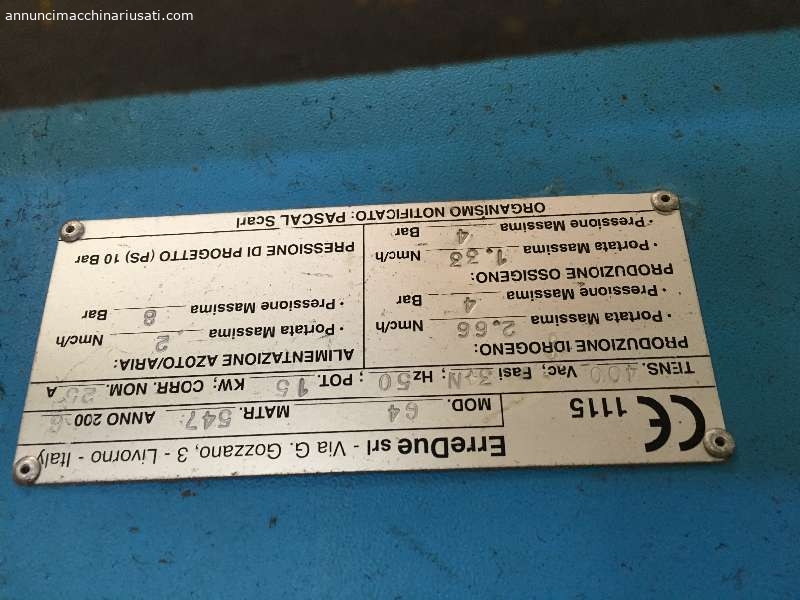 annuncimacchinariusati.com
ErreDue srl - Via G. Gozzano, 3 - Livorno - Italy
CE 1115 MOD. G4 MATR. 547 ANNO 200 6
TENS. 400 Vac; Fasi 3+N; Hz 50; POT. 15 KW; CORR. NOM. 25 A
PRODUZIONE IDROGENO:
· Portata Massima 2.66 Nmc/h
· Pressione Massima 4 Bar
PRODUZIONE OSSIGENO:
· Portata Massima 1.33 Nmc/h
· Pressione Massima 4 Bar
ALIMENTAZIONE AZOTO/ARIA:
· Portata Massima 2 Nmc/h
· Pressione Massima 8 Bar
PRESSIONE DI PROGETTO (PS) 10 Bar
ORGANISMO NOTIFICATO: PASCAL Scarl